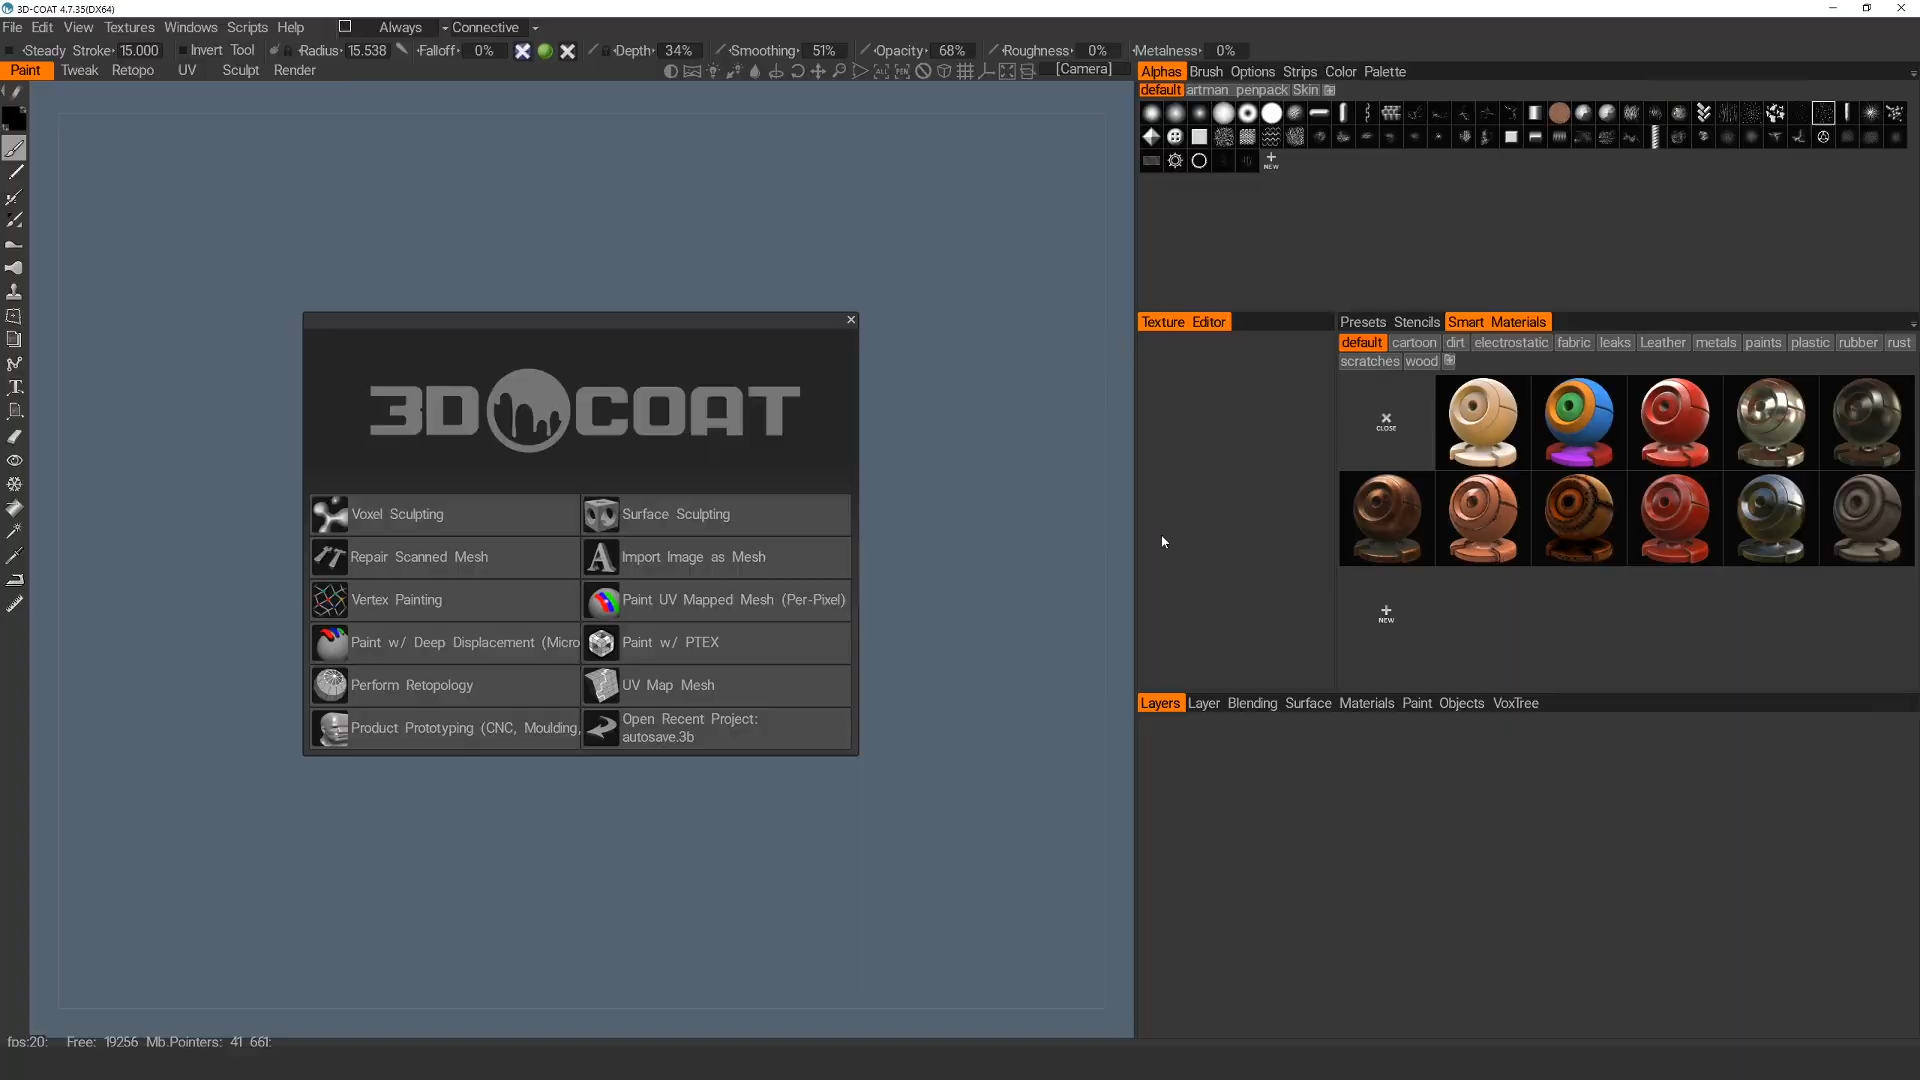 3D-COAT 4.7.35(DX64)
File Edit View Textures Windows Scripts Help Always Connective
Steady Stroke 15.000 Invert Tool Radius 15.538 Falloff 0% Depth 34% Smoothing 51% Opacity 68% Roughness 0% Metalness 0%
Paint Tweak Retopo UV Sculpt Render [Camera]
Alphas Brush Options Strips Color Palette
default artman penpack Skin
NEW
3D COAT
Voxel Sculpting
Surface Sculpting
Repair Scanned Mesh
Import Image as Mesh
Vertex Painting
Paint UV Mapped Mesh (Per-Pixel)
Paint w/ Deep Displacement (Micro
Paint w/ PTEX
Perform Retopology
UV Map Mesh
Product Prototyping (CNC, Moulding,
Open Recent Project:
autosave.3b
Texture Editor
Presets Stencils Smart Materials
default cartoon dirt electrostatic fabric leaks Leather metals paints plastic rubber rust
scratches wood
CLOSE
NEW
Layers Layer Blending Surface Materials Paint Objects VoxTree
fps:20: Free: 19256 Mb.Pointers: 41 661: